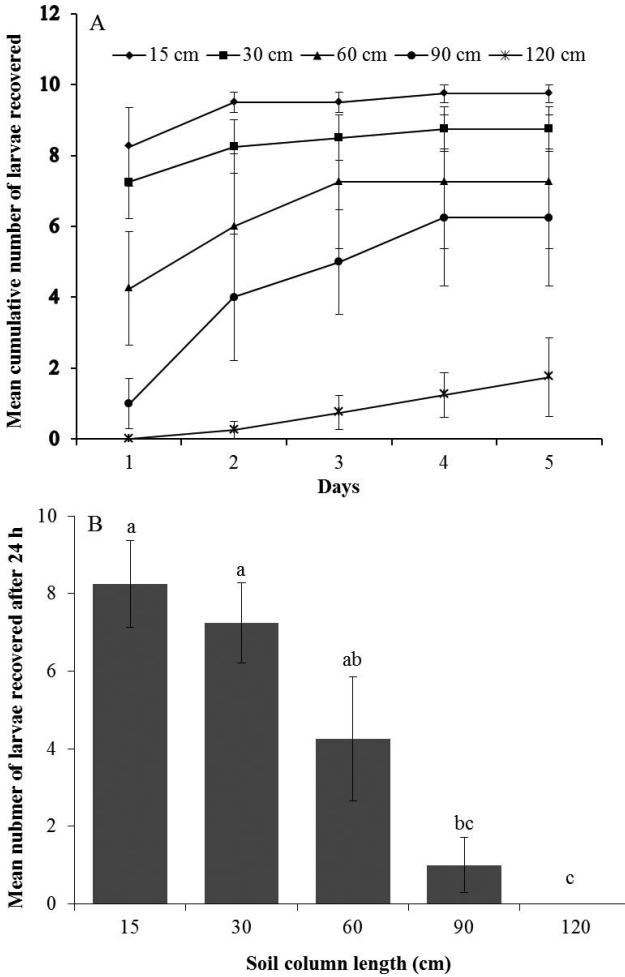 A
15 cm 30 cm 60 cm 90 cm 120 cm
Mean cumulative number of larvae recovered
12
10
8
6
4
2
0
1 2 3 4 5
Days
B
Mean nubmer of larvae recovered after 24 h
10
8
6
4
2
0
a
a
ab
bc
c
15 30 60 90 120
Soil column length (cm)